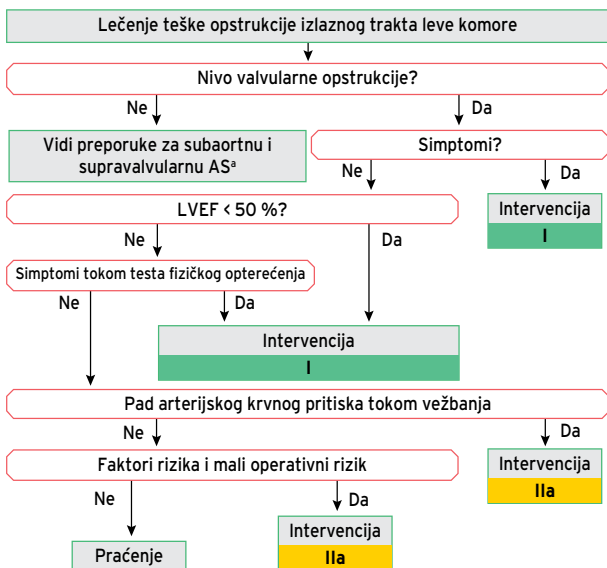 Lečenje teške opstrukcije izlaznog trakta leve komore
Nivo valvularne opstrukcije?
Ne
Da
Vidi preporuke za subaortnu i
supravalvularnu ASᵃ
Simptomi?
Ne
Da
LVEF < 50 %?
Intervencija
I
Ne
Da
Simptomi tokom testa fizičkog opterećenja
Ne
Da
Intervencija
I
Pad arterijskog krvnog pritiska tokom vežbanja
Ne
Da
Faktori rizika i mali operativni rizik
Intervencija
IIa
Ne
Da
Praćenje
Intervencija
IIa